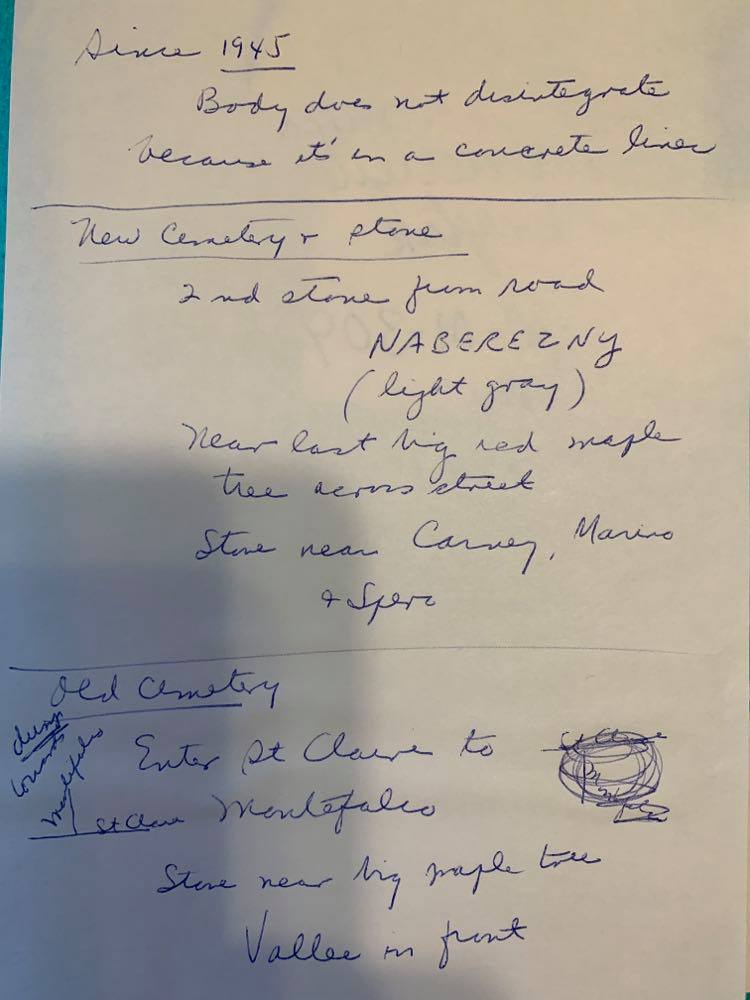 Since 1945
Body does not disintegrate
because it's in a concrete liner
New Cemetery + stone
2nd stone from road
NABEREZNY
(light gray)
Near last big red maple
tree across street
Stone near Carney, Marino
+ Spero
Old Cemetery
towards
Montefalco
Enter St Claire to
St Clare Montefalco
Stone near big maple tree
Vallee in front